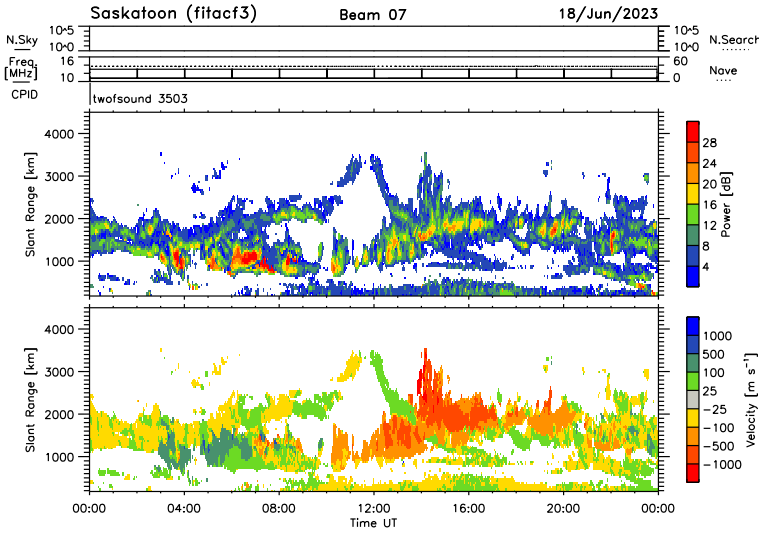 Saskatoon (fitacf3) Beam 07 18/Jun/2023
N.Sky 10^5 10^0 10^5 10^0 N.Search
Freq. [MHz] 16 10 60 0 Nave
CPID twofsound 3503
Slant Range [km] 4000 3000 2000 1000
28 24 20 16 12 8 4 Power [dB]
Slant Range [km] 4000 3000 2000 1000
1000 500 100 25 −25 −100 −500 −1000 Velocity [m s⁻¹]
00:00 04:00 08:00 12:00 16:00 20:00 00:00
Time UT